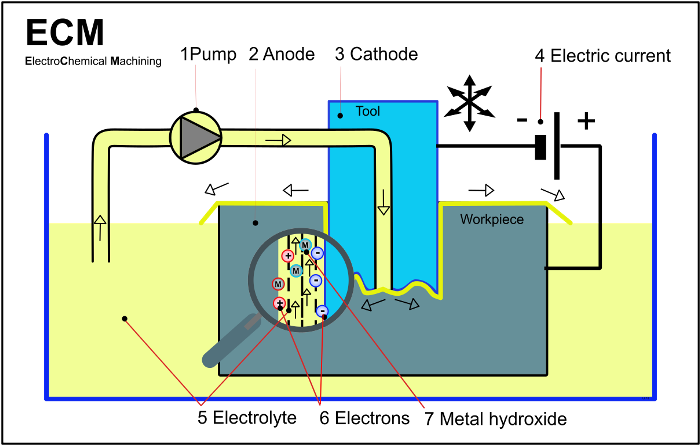 ECM
ElectroChemical Machining
1Pump
2 Anode
3 Cathode
4 Electric current
Tool
- +
Workpiece
M
+
-
M
-
M
+
-
5 Electrolyte
6 Electrons
7 Metal hydroxide